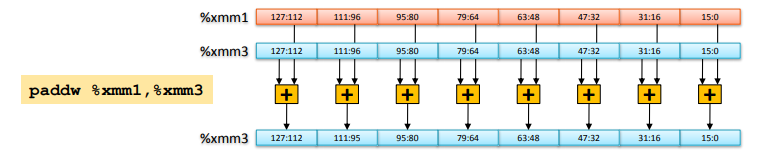 %xmm1 127:112 111:96 95:80 79:64 63:48 47:32 31:16 15:0
%xmm3 127:112 111:96 95:80 79:64 63:48 47:32 31:16 15:0
paddw %xmm1,%xmm3 + + + + + + + +
%xmm3 127:112 111:95 95:80 79:64 63:48 47:32 31:16 15:0